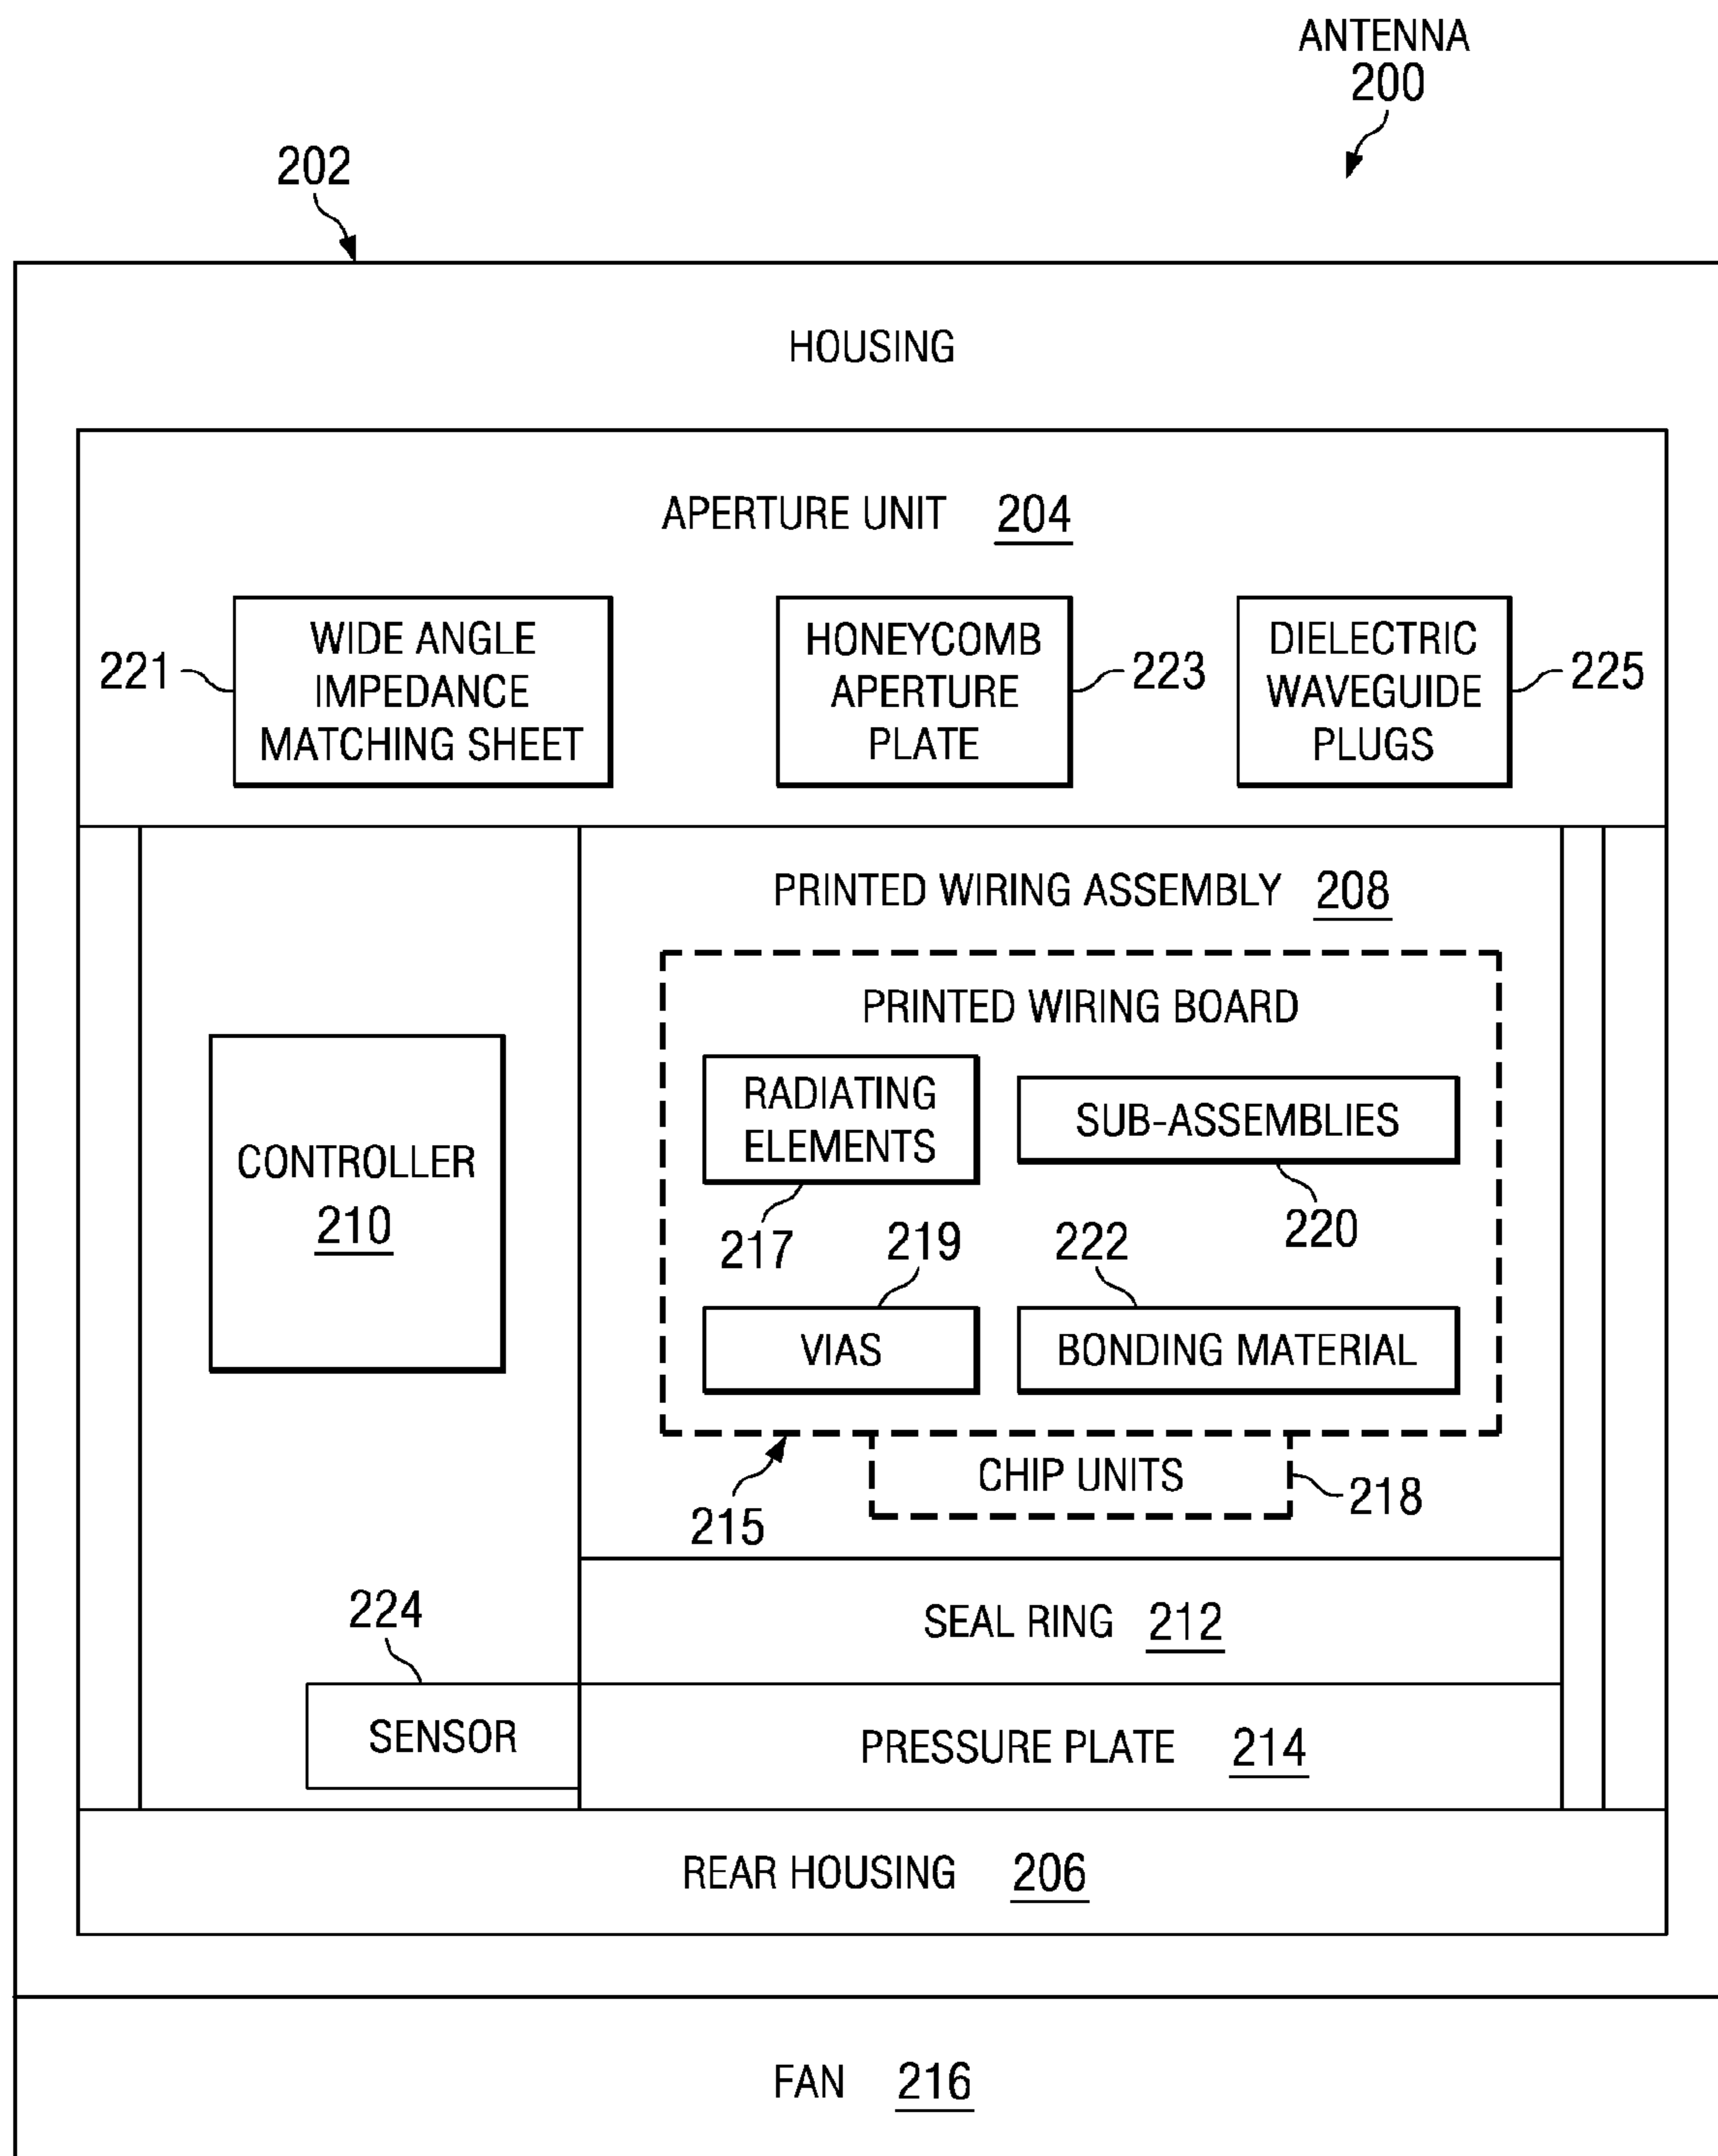 ANTENNA
200
202
HOUSING
APERTURE UNIT 204
WIDE ANGLE
IMPEDANCE
MATCHING SHEET
221
HONEYCOMB
APERTURE
PLATE
223
DIELECTRIC
WAVEGUIDE
PLUGS
225
PRINTED WIRING ASSEMBLY 208
PRINTED WIRING BOARD
RADIATING
ELEMENTS
217
SUB-ASSEMBLIES
220
CONTROLLER
210
219
VIAS
222
BONDING MATERIAL
215
CHIP UNITS
218
SEAL RING 212
224
SENSOR
PRESSURE PLATE 214
REAR HOUSING 206
FAN 216